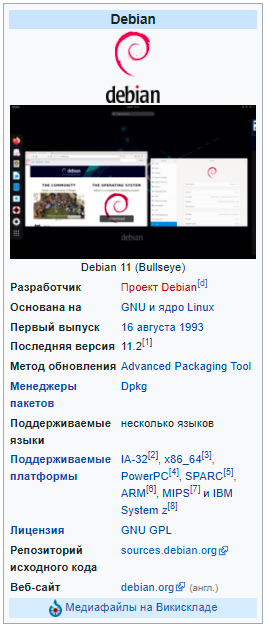 Debian
debian
debian
THE COMMUNITY
THE OPERATING SYSTEM
debian
Debian 11 (Bullseye)
Разработчик Проект Debian[d]
Основана на GNU и ядро Linux
Первый выпуск 16 августа 1993
Последняя версия 11.2[1]
Метод обновления Advanced Packaging Tool
Менеджеры Dpkg
пакетов
Поддерживаемые несколько языков
языки
Поддерживаемые IA-32[2], x86_64[3],
платформы PowerPC[4], SPARC[5],
ARM[6], MIPS[7] и IBM
System z[8]
Лицензия GNU GPL
Репозиторий sources.debian.org
исходного кода
Веб-сайт debian.org (англ.)
Медиафайлы на Викискладе